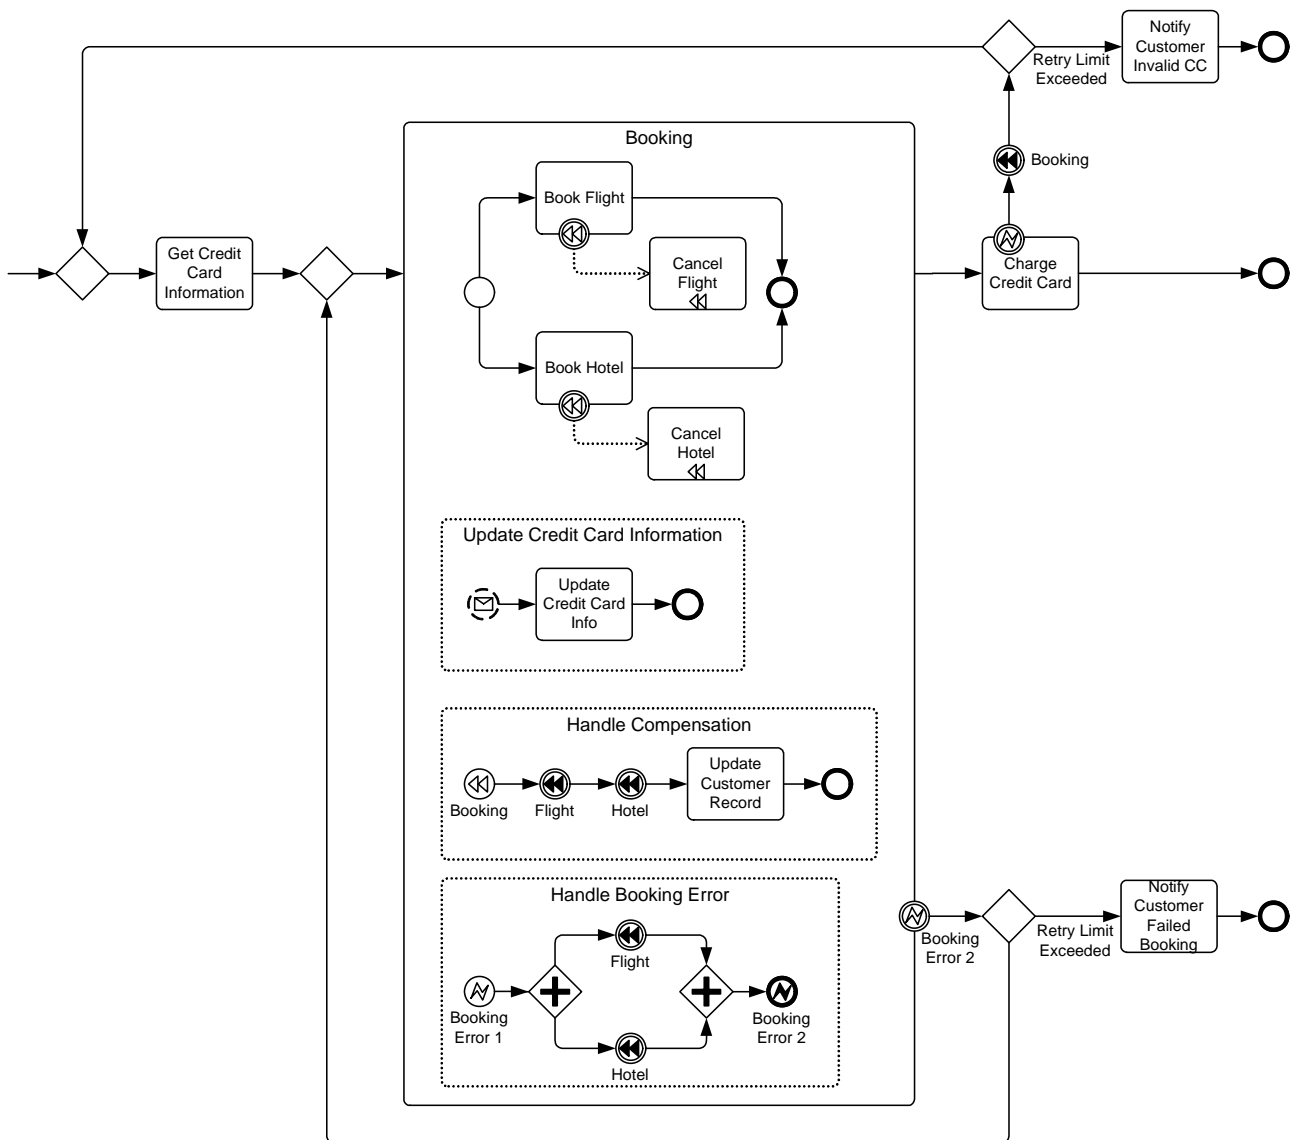 Notify
Customer
Invalid CC
Retry Limit
Exceeded
Booking
Booking
Book Flight
Get Credit
Card
Information
Cancel
Flight
Charge
Credit Card
Book Hotel
Cancel
Hotel
Update Credit Card Information
Update
Credit Card
Info
Handle Compensation
Update
Customer
Record
Booking
Flight
Hotel
Handle Booking Error
Notify
Customer
Failed
Booking
Retry Limit
Exceeded
Booking
Error 2
Flight
Booking
Error 1
Booking
Error 2
Hotel